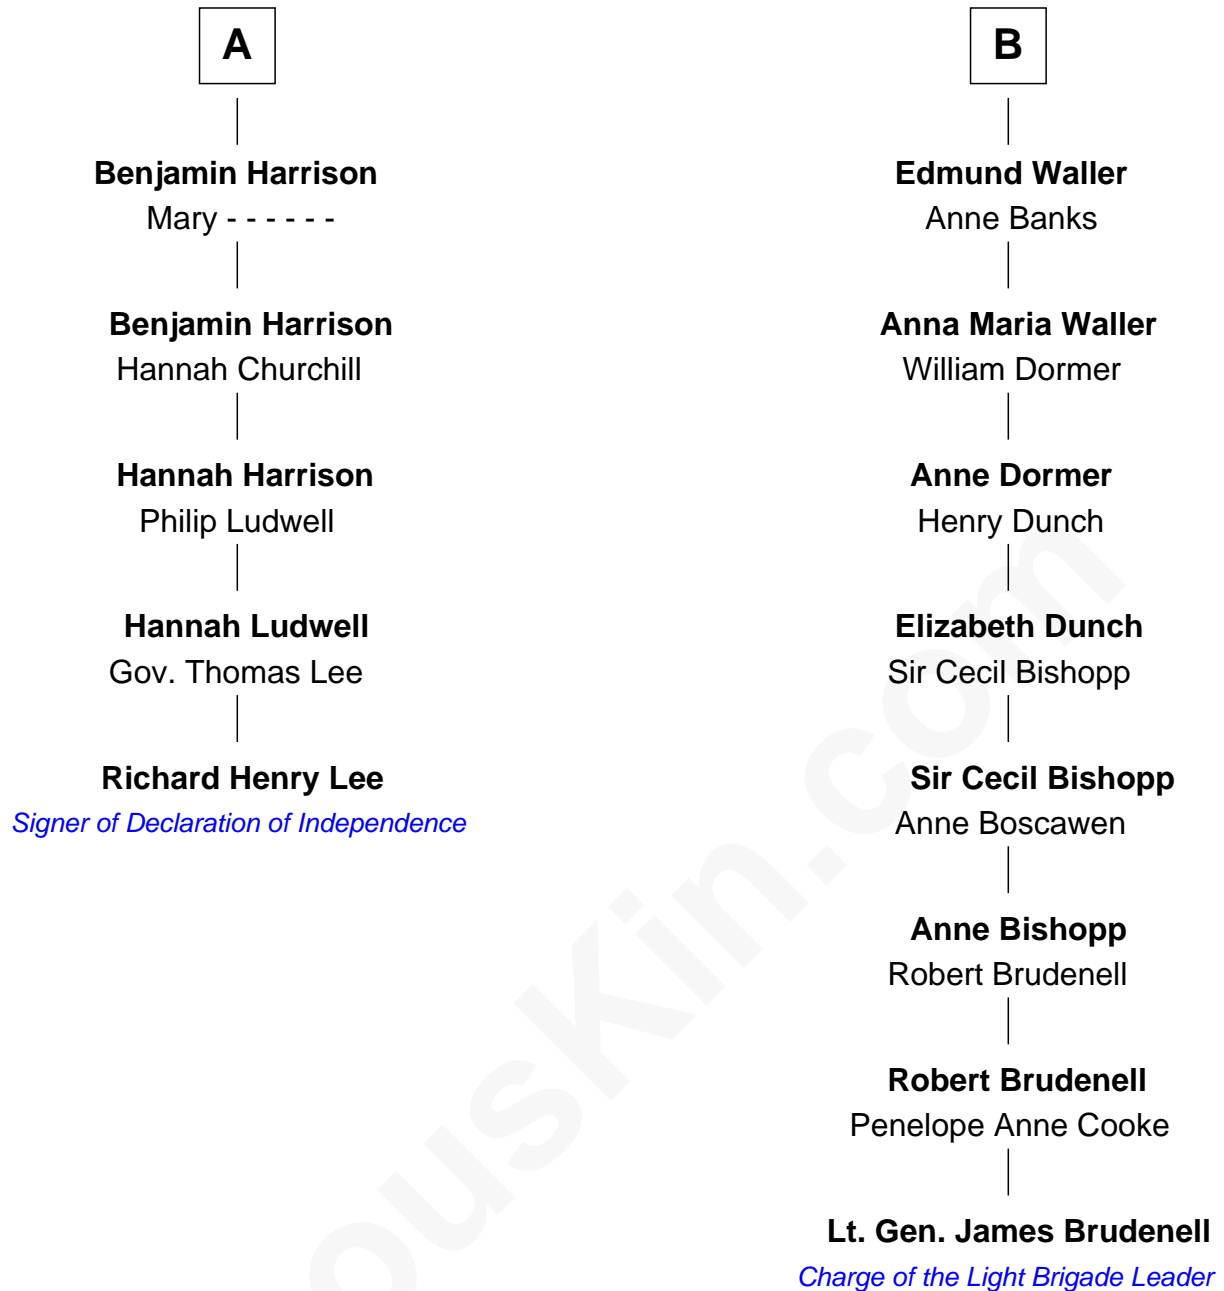 A
Benjamin Harrison
Mary - - - - - -
Benjamin Harrison
Hannah Churchill
Hannah Harrison
Philip Ludwell
Hannah Ludwell
Gov. Thomas Lee
Richard Henry Lee
Signer of Declaration of Independence
B
Edmund Waller
Anne Banks
Anna Maria Waller
William Dormer
Anne Dormer
Henry Dunch
Elizabeth Dunch
Sir Cecil Bishopp
Sir Cecil Bishopp
Anne Boscawen
Anne Bishopp
Robert Brudenell
Robert Brudenell
Penelope Anne Cooke
Lt. Gen. James Brudenell
Charge of the Light Brigade Leader
ousKin.com